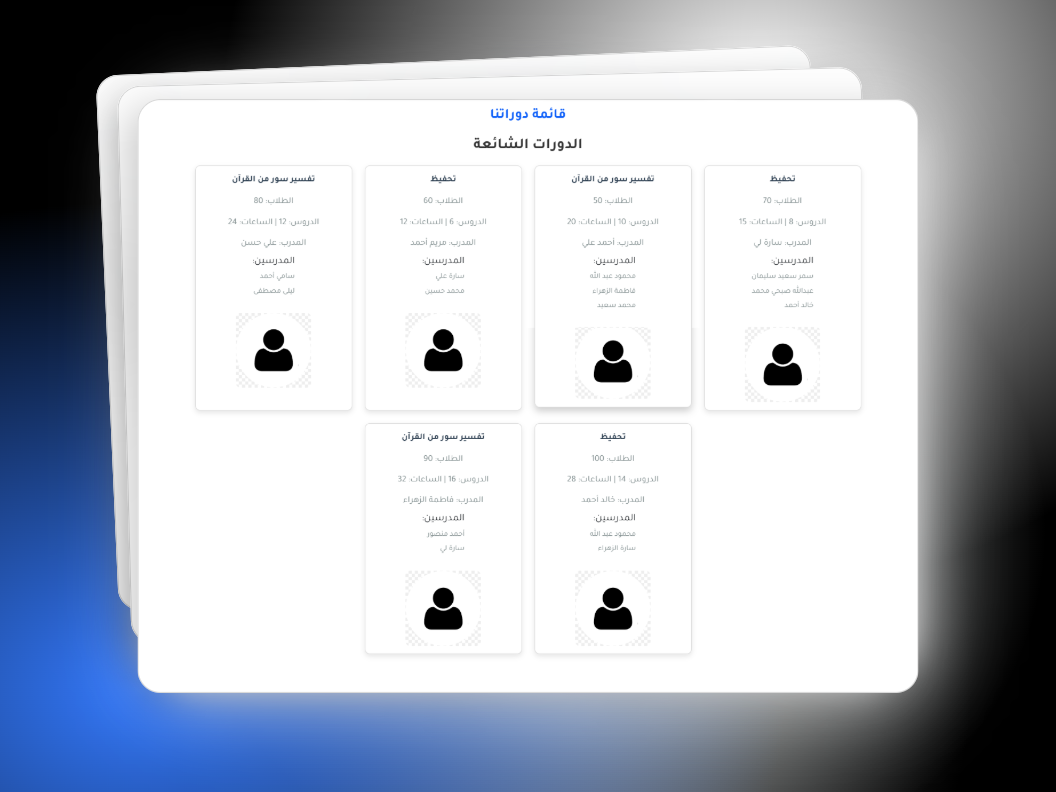 قائمة دوراتنا
الدورات الشائعة
تحفيظ
الطلاب: 70
الدروس: 8 | الساعات: 15
المدرب: سارة لي
المدرسين:
سمر سعيد سليمان
عبدالله صبحي محمد
خالد أحمد
تفسير سور من القرآن
الطلاب: 50
الدروس: 10 | الساعات: 20
المدرب: أحمد علي
المدرسين:
محمود عبد الله
فاطمة الزهراء
محمد سعيد
تحفيظ
الطلاب: 60
الدروس: 6 | الساعات: 12
المدرب: مريم أحمد
المدرسين:
سارة علي
محمد حسين
تفسير سور من القرآن
الطلاب: 80
الدروس: 12 | الساعات: 24
المدرب: علي حسن
المدرسين:
سامي أحمد
ليلى مصطفى
تحفيظ
الطلاب: 100
الدروس: 14 | الساعات: 28
المدرب: خالد أحمد
المدرسين:
محمود عبد الله
سارة الزهراء
تفسير سور من القرآن
الطلاب: 90
الدروس: 16 | الساعات: 32
المدرب: فاطمة الزهراء
المدرسين:
أحمد منصور
سارة لي